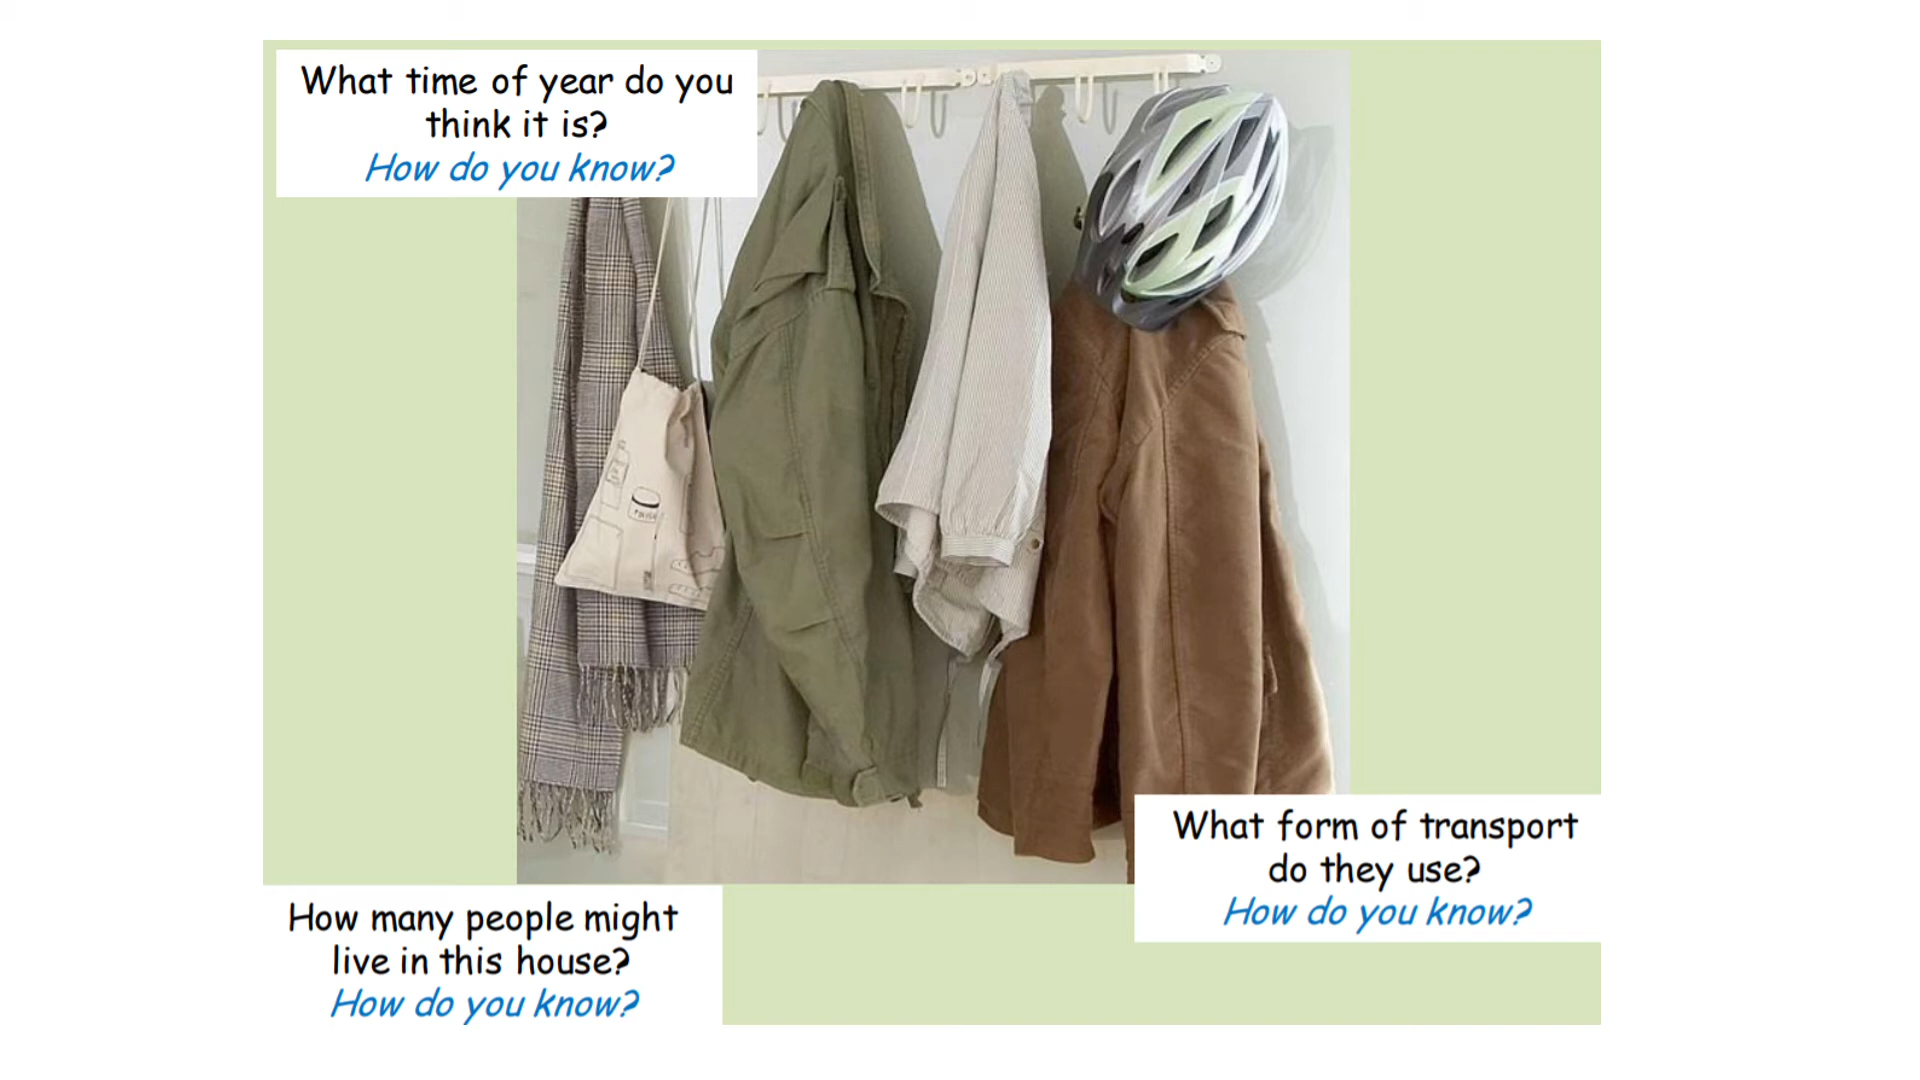 What time of year do you
think it is?
How do you know?
What form of transport
do they use?
How do you know?
How many people might
live in this house?
How do you know?